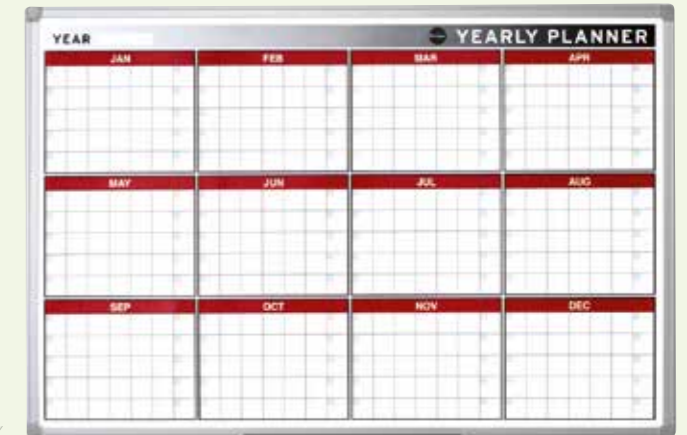 YEAR
YEARLY PLANNER
JAN FEB MAR APR
MAY JUN JUL AUG
SEP OCT NOV DEC